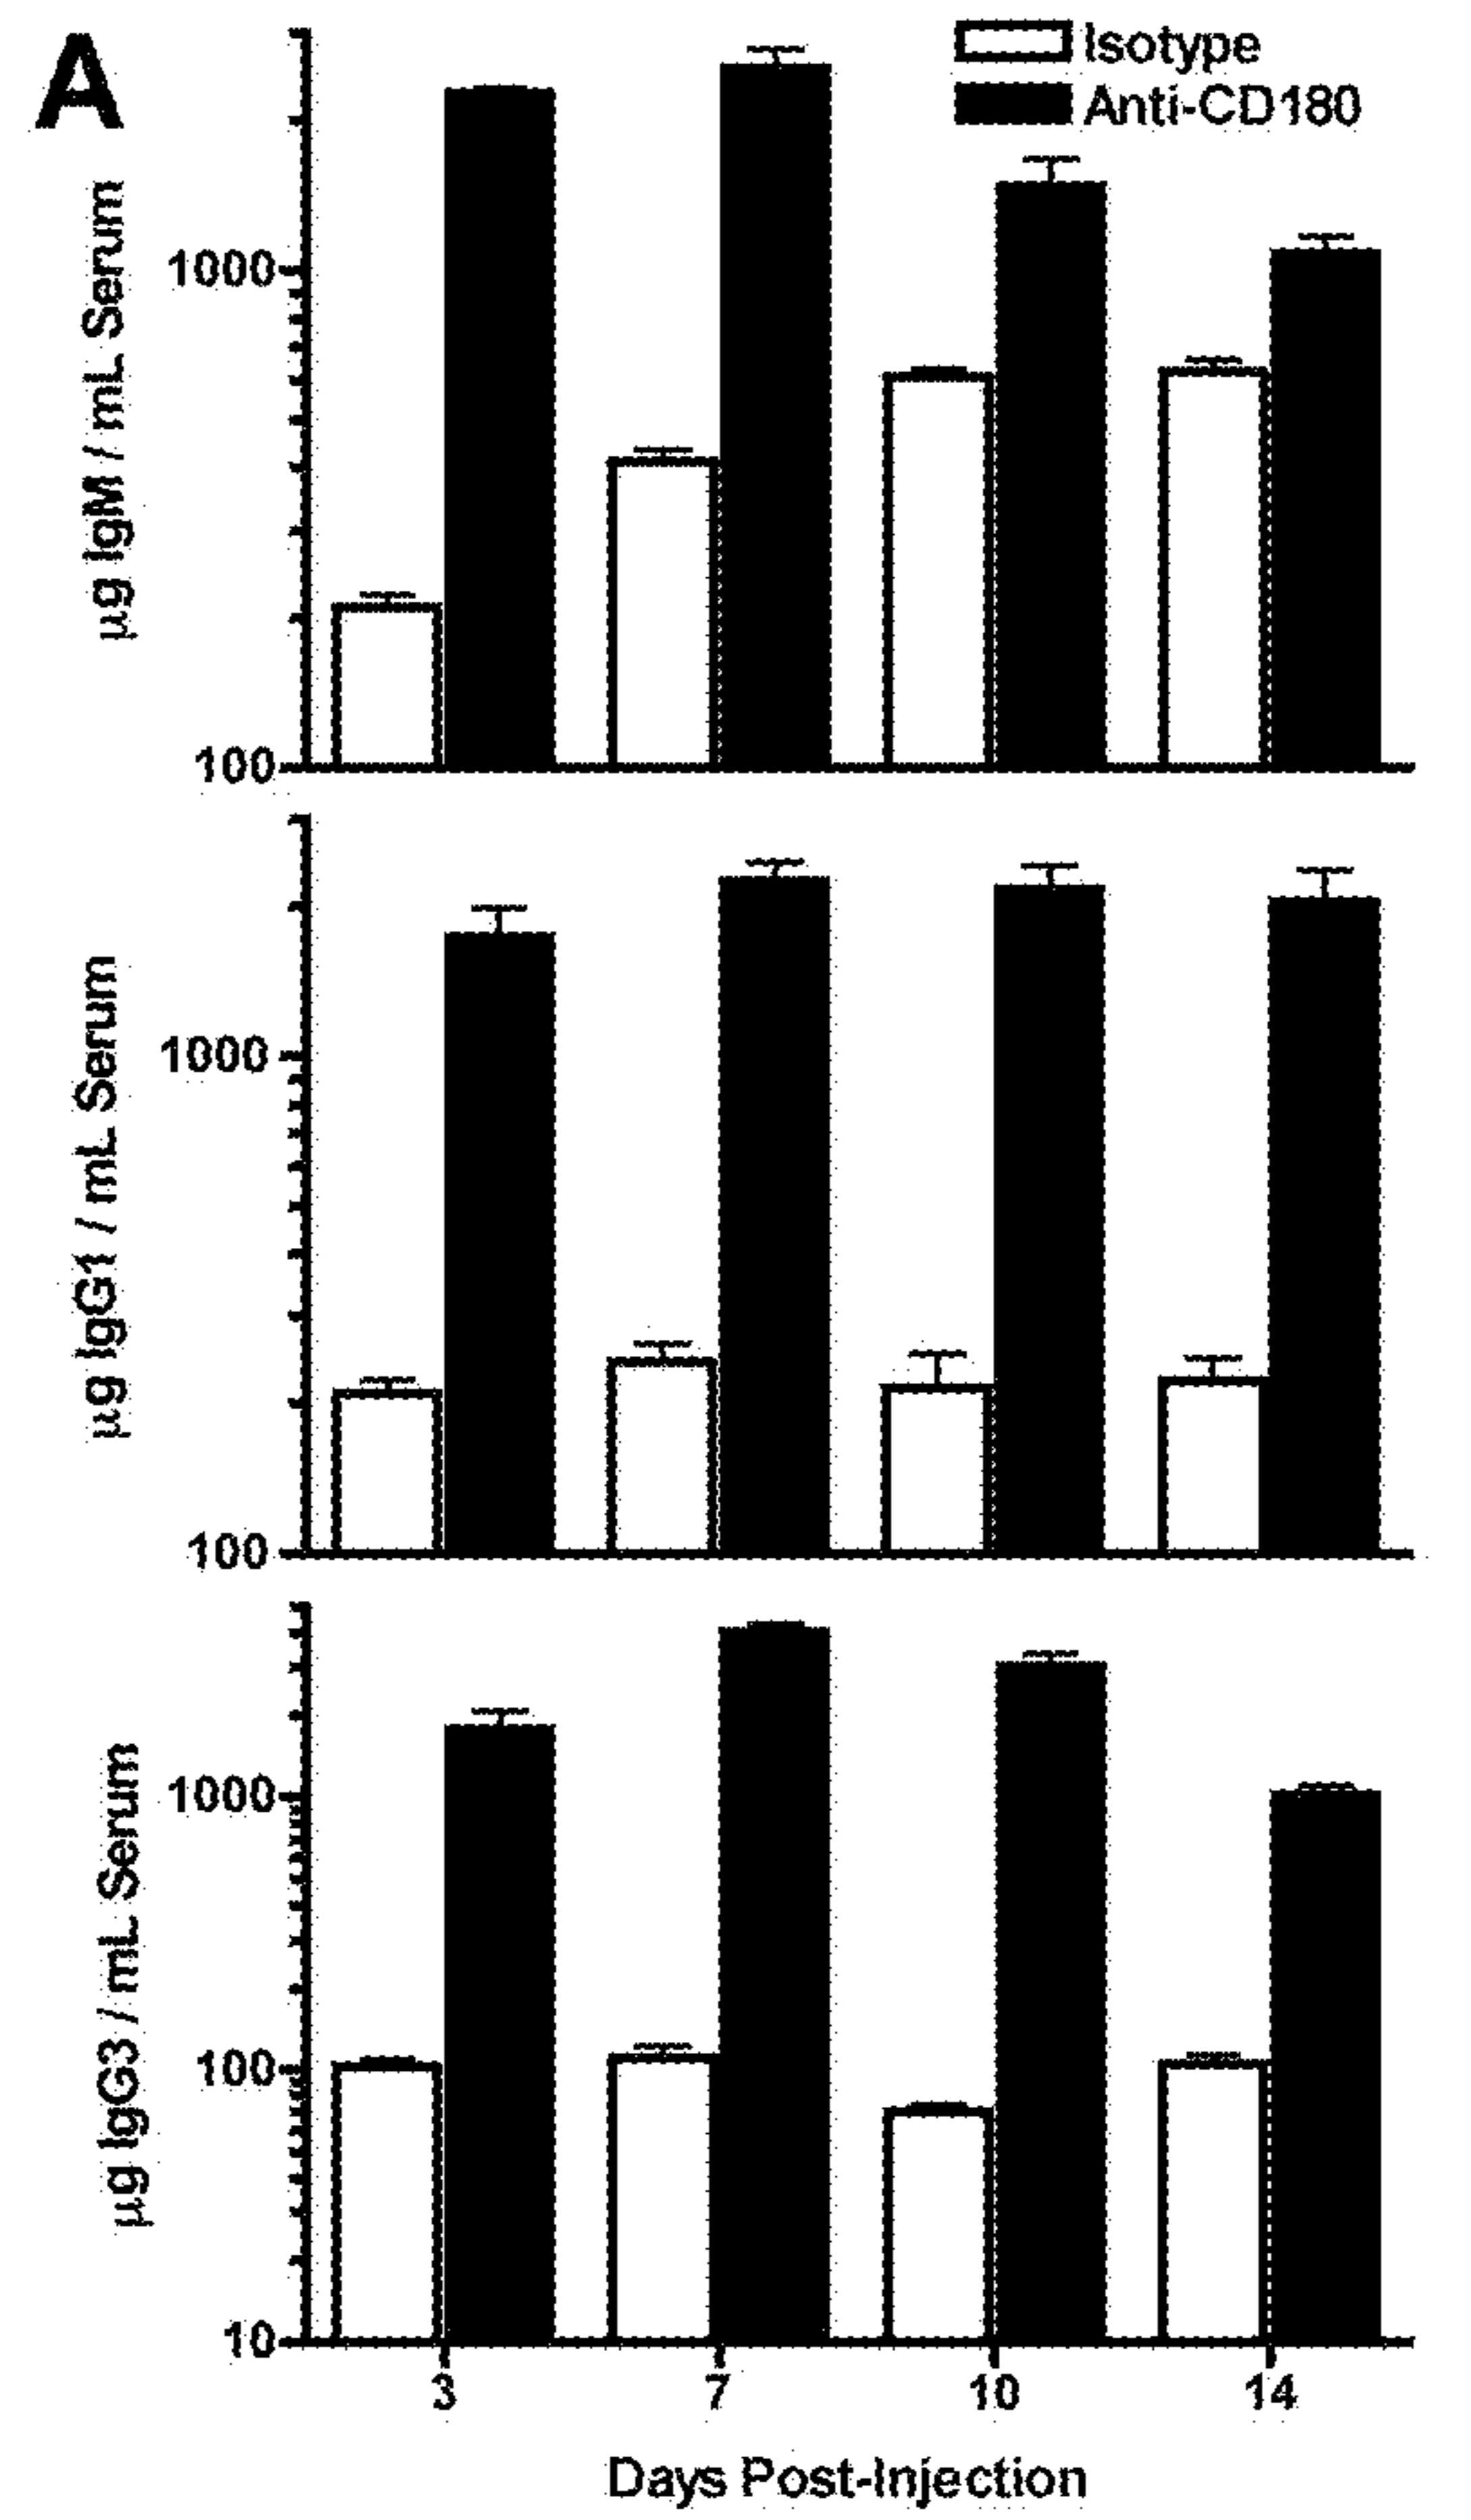 A
Isotype
Anti-CD180
µg IgM / mL Serum
1000
100
µg IgG1 / mL Serum
1000
100
µg IgG3 / mL Serum
1000
100
10
3 7 10 14
Days Post-Injection